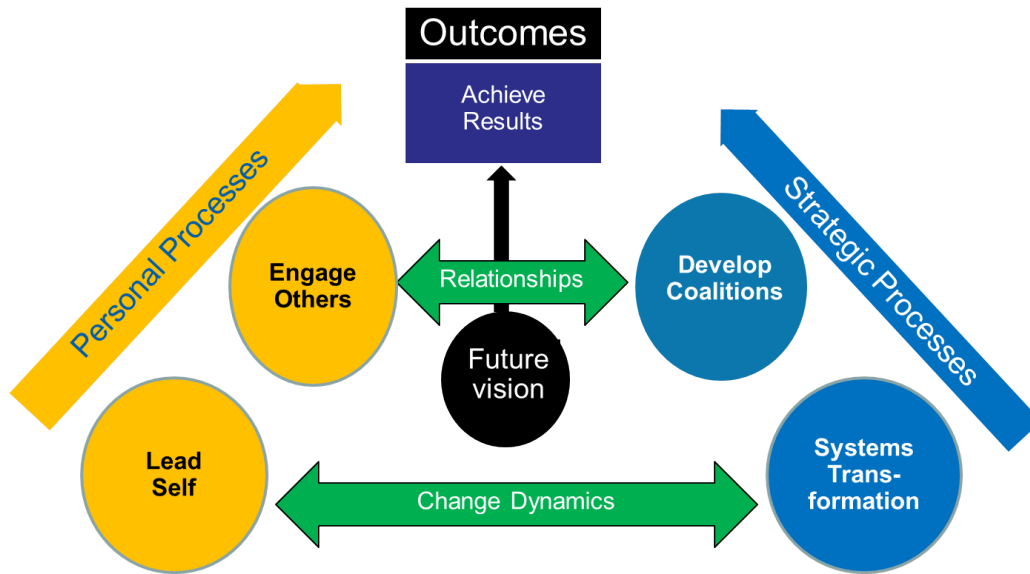 Outcomes
Achieve
Results
Personal Processes
Strategic Processes
Engage
Others
Relationships
Develop
Coalitions
Future
vision
Lead
Self
Change Dynamics
Systems
Trans-
formation